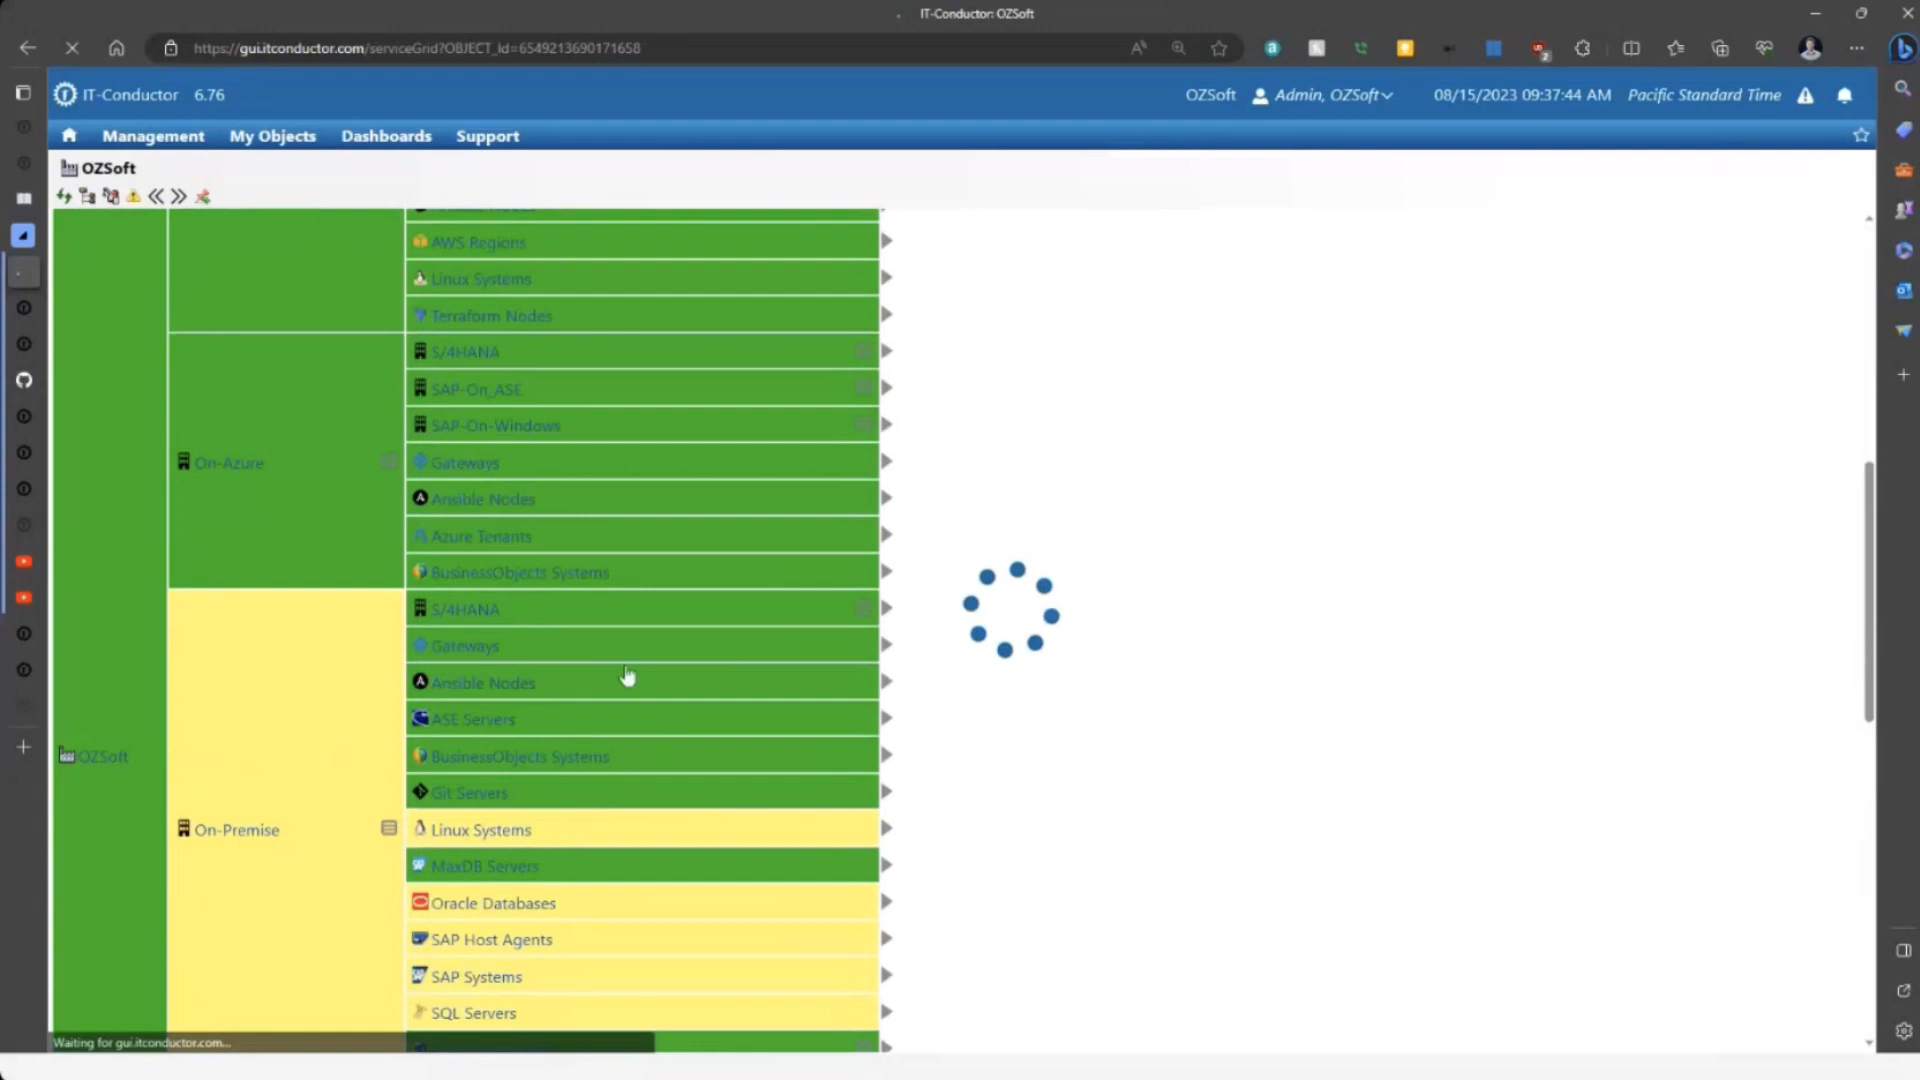 IT-Conductor: OZSoft
https://gui.itconductor.com/serviceGrid?OBJECT_Id=6549213690171658
2
IT-Conductor 6.76
OZSoft Admin, OZSoft 08/15/2023 09:37:44 AM Pacific Standard Time
Management My Objects Dashboards Support
OZSoft
AWS Regions
Linux Systems
Terraform Nodes
S/4HANA
SAP-On_ASE
SAP-On-Windows
On-Azure
Gateways
Ansible Nodes
Azure Tenants
BusinessObjects Systems
S/4HANA
Gateways
Ansible Nodes
ASE Servers
OZSoft
BusinessObjects Systems
Git Servers
On-Premise
Linux Systems
MaxDB Servers
Oracle Databases
SAP Host Agents
SAP Systems
SQL Servers
Waiting for gui.itconductor.com...